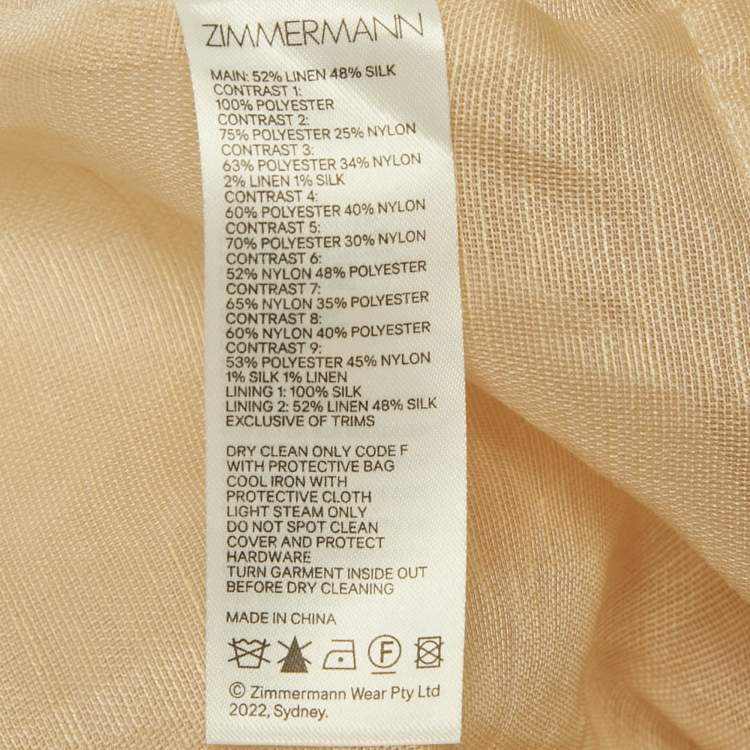 ZIMMERMANN
MAIN: 52% LINEN 48% SILK
CONTRAST 1:
100% POLYESTER
CONTRAST 2:
75% POLYESTER 25% NYLON
CONTRAST 3:
63% POLYESTER 34% NYLON
2% LINEN 1% SILK
CONTRAST 4:
60% POLYESTER 40% NYLON
CONTRAST 5:
70% POLYESTER 30% NYLON
CONTRAST 6:
52% NYLON 48% POLYESTER
CONTRAST 7:
65% NYLON 35% POLYESTER
CONTRAST 8:
60% NYLON 40% POLYESTER
CONTRAST 9:
53% POLYESTER 45% NYLON
1% SILK 1% LINEN
LINING 1: 100% SILK
LINING 2: 52% LINEN 48% SILK
EXCLUSIVE OF TRIMS
DRY CLEAN ONLY CODE F
WITH PROTECTIVE BAG
COOL IRON WITH
PROTECTIVE CLOTH
LIGHT STEAM ONLY
DO NOT SPOT CLEAN
COVER AND PROTECT
HARDWARE
TURN GARMENT INSIDE OUT
BEFORE DRY CLEANING
MADE IN CHINA
F
© Zimmermann Wear Pty Ltd
2022, Sydney.